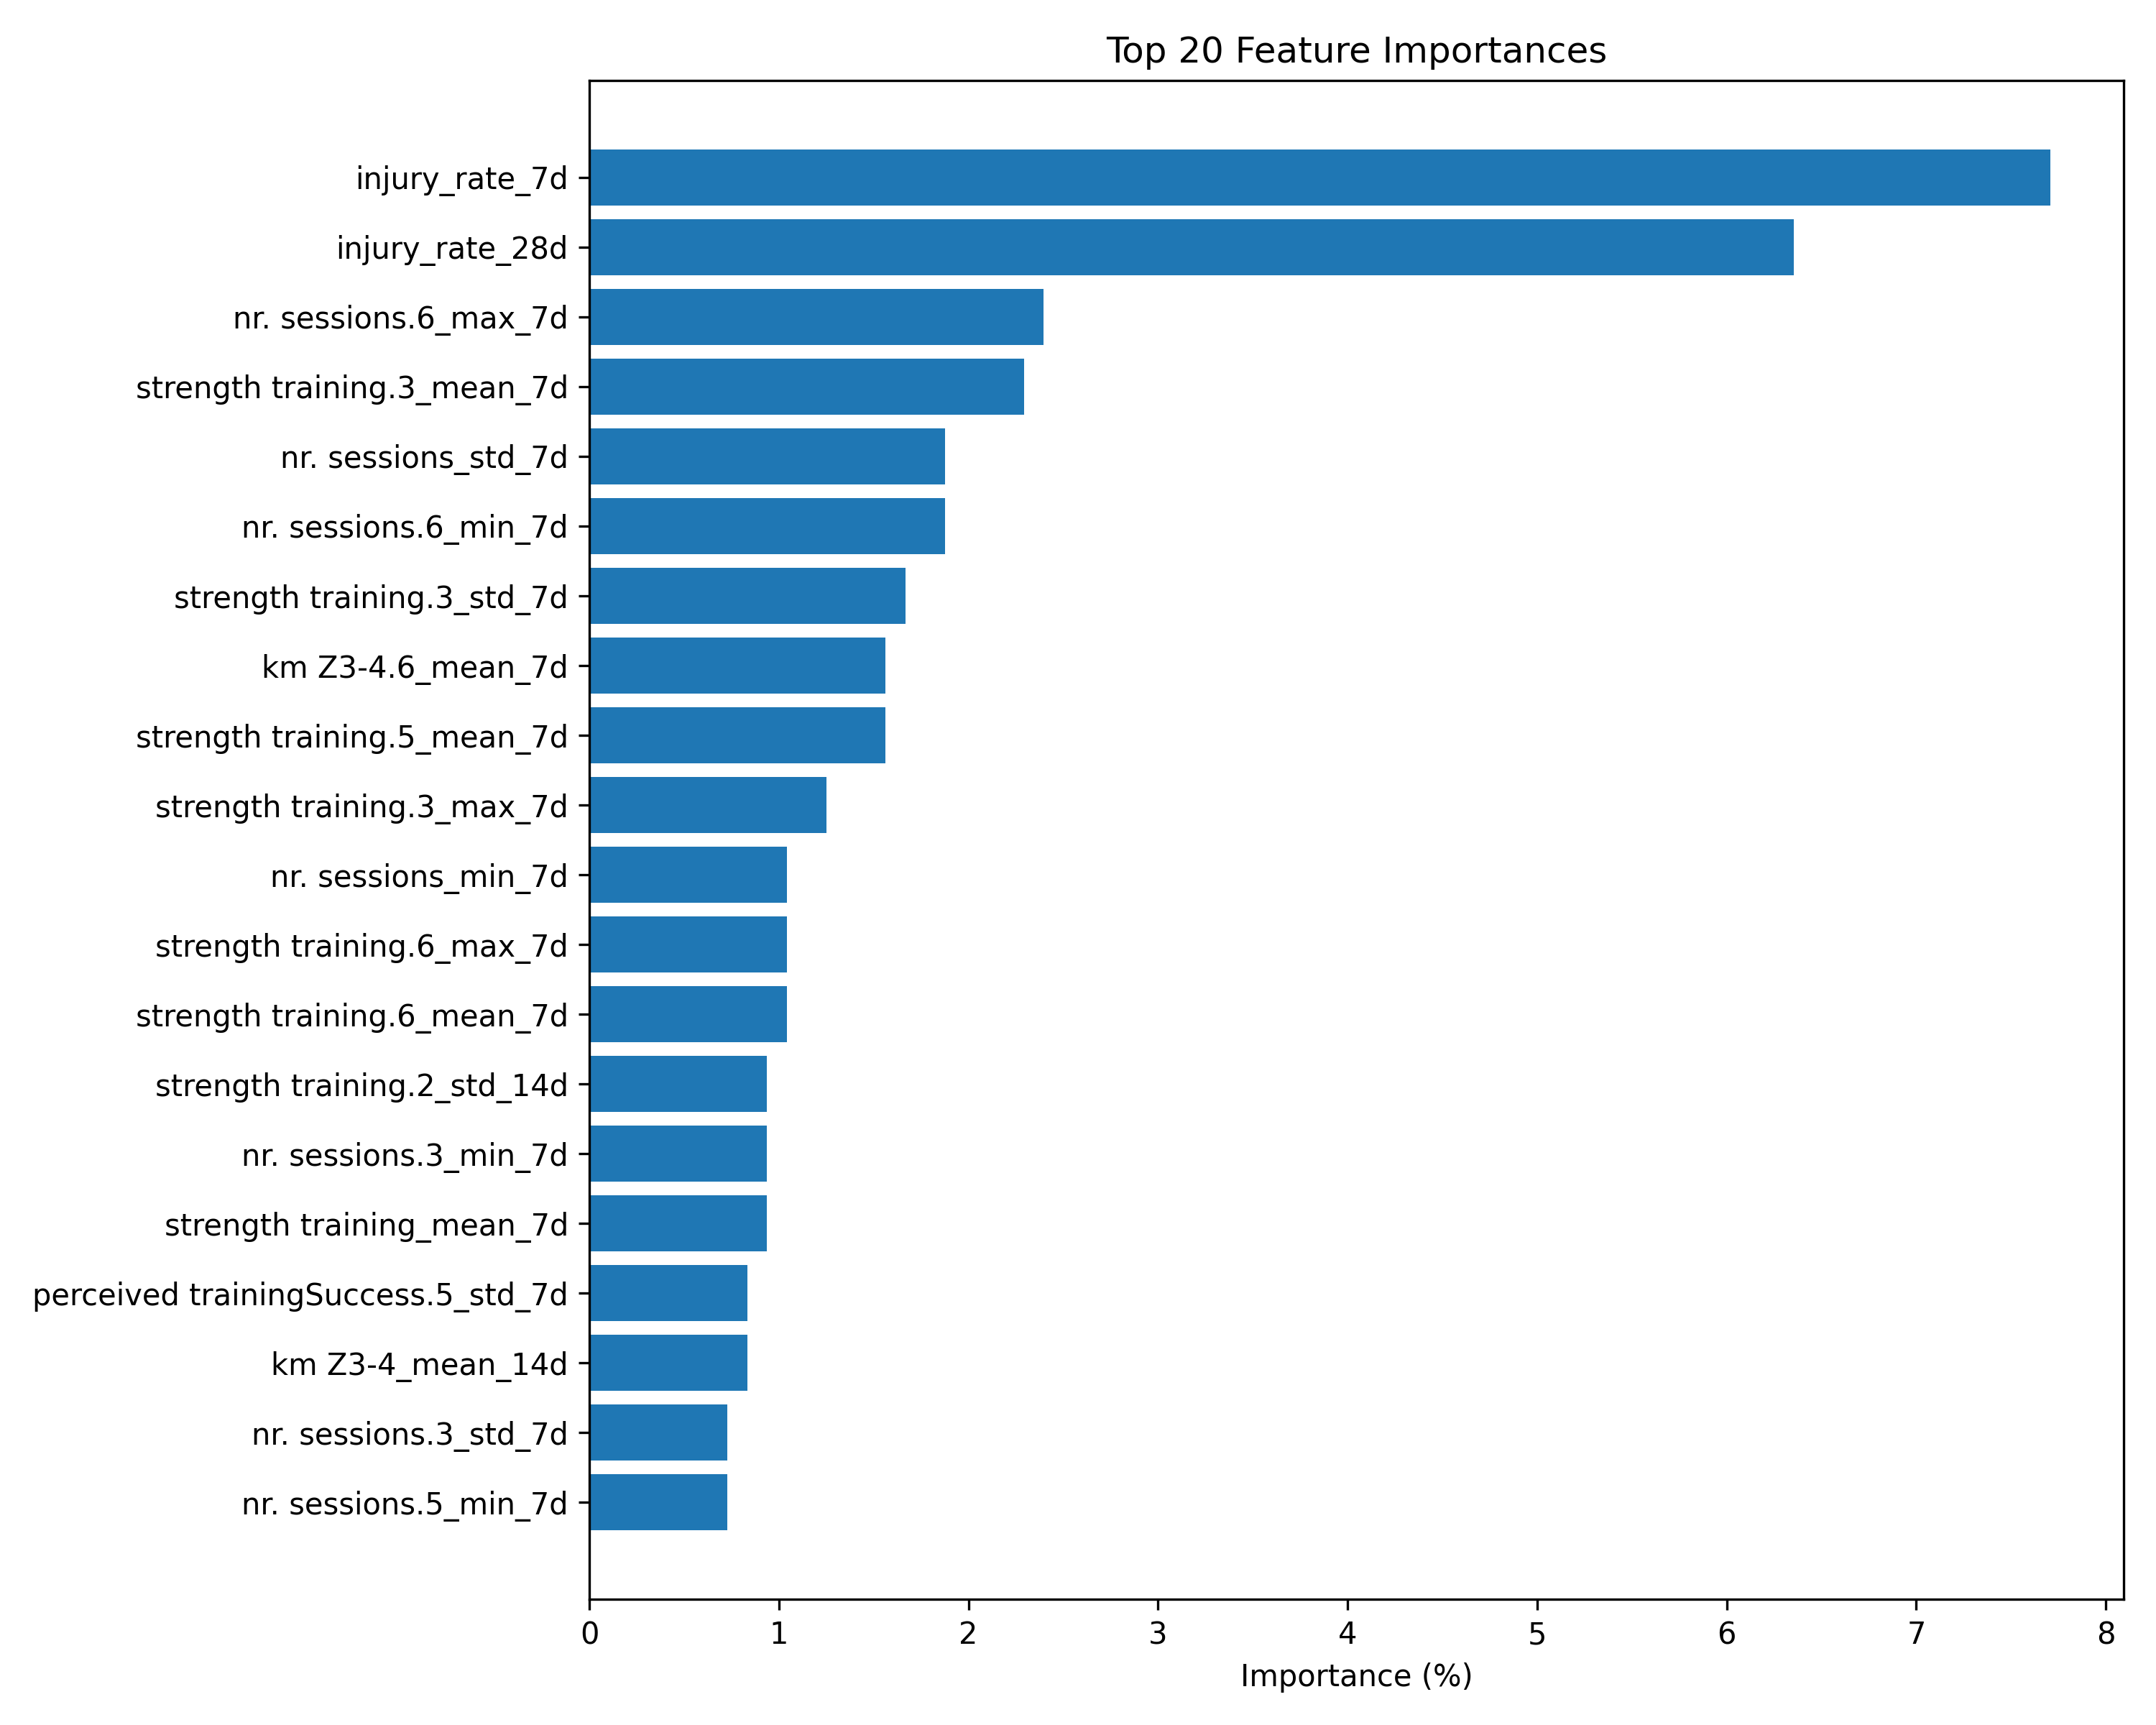 Top 20 Feature Importances
injury_rate_7d
injury_rate_28d
nr. sessions.6_max_7d
strength training.3_mean_7d
nr. sessions_std_7d
nr. sessions.6_min_7d
strength training.3_std_7d
km Z3-4.6_mean_7d
strength training.5_mean_7d
strength training.3_max_7d
nr. sessions_min_7d
strength training.6_max_7d
strength training.6_mean_7d
strength training.2_std_14d
nr. sessions.3_min_7d
strength training_mean_7d
perceived trainingSuccess.5_std_7d
km Z3-4_mean_14d
nr. sessions.3_std_7d
nr. sessions.5_min_7d
0 1 2 3 4 5 6 7 8
Importance (%)